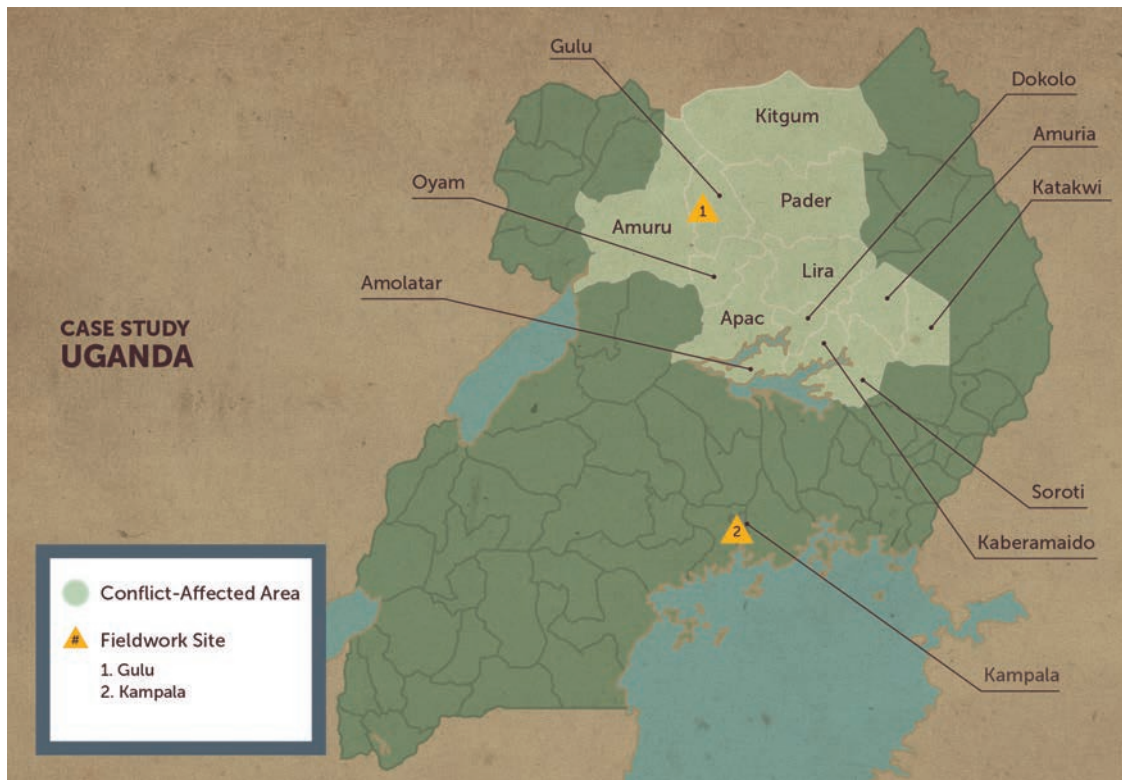 Gulu
Dokolo
Kitgum
Amuria
Oyam
Katakwi
Pader
1
Amuru
Lira
Amolatar
Apac
CASE STUDY
UGANDA
Soroti
2
Kaberamaido
Conflict-Affected Area
# Fieldwork Site
1. Gulu
2. Kampala
Kampala